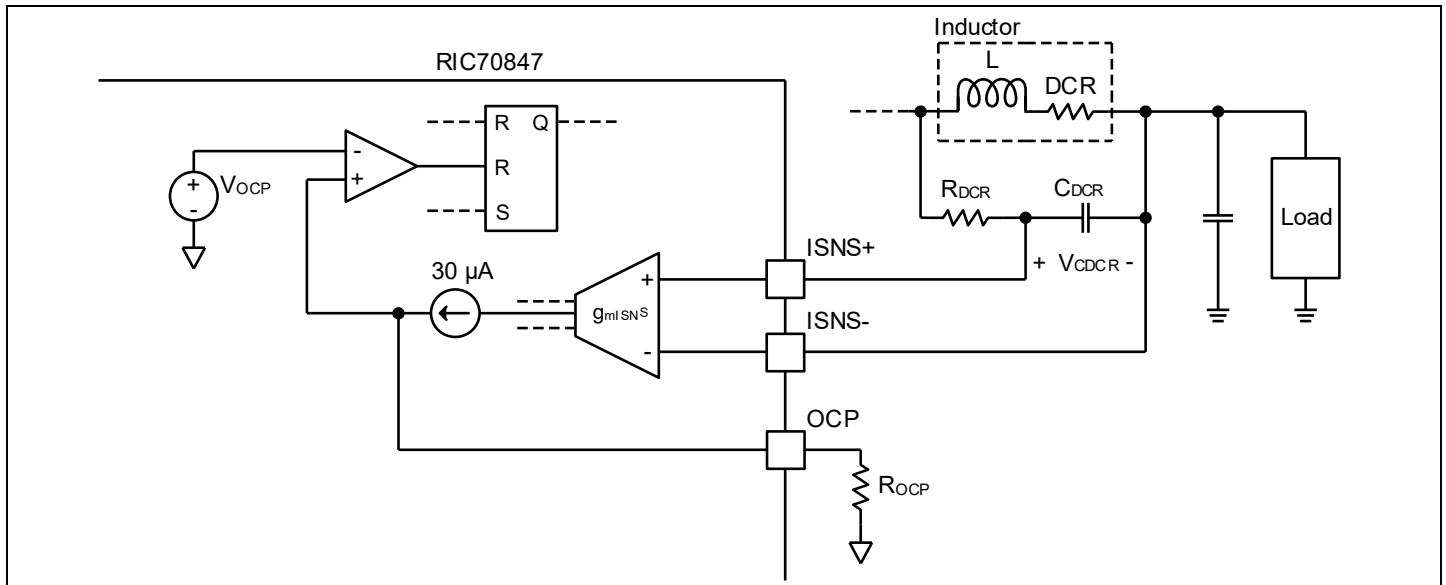 Inductor
RIC70847
L
DCR
R Q
-
VOCP
+
+
R
-
S
RDCR
CDCR
Load
ISNS+
+ VCDCR -
30 µA
+
gmISNS
ISNS-
-
OCP
ROCP